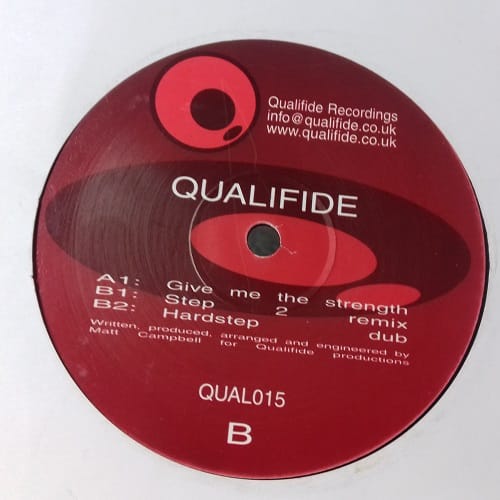 Qualifide Recordings
info@qualifide.co.uk
www.qualifide.co.uk
QUALIFIDE
A1: Give me the strength
B1: Step 2 remix
B2: Hardstep dub
Written, produced, arranged and engineered by
Matt Campbell for Qualifide productions
QUAL015
B